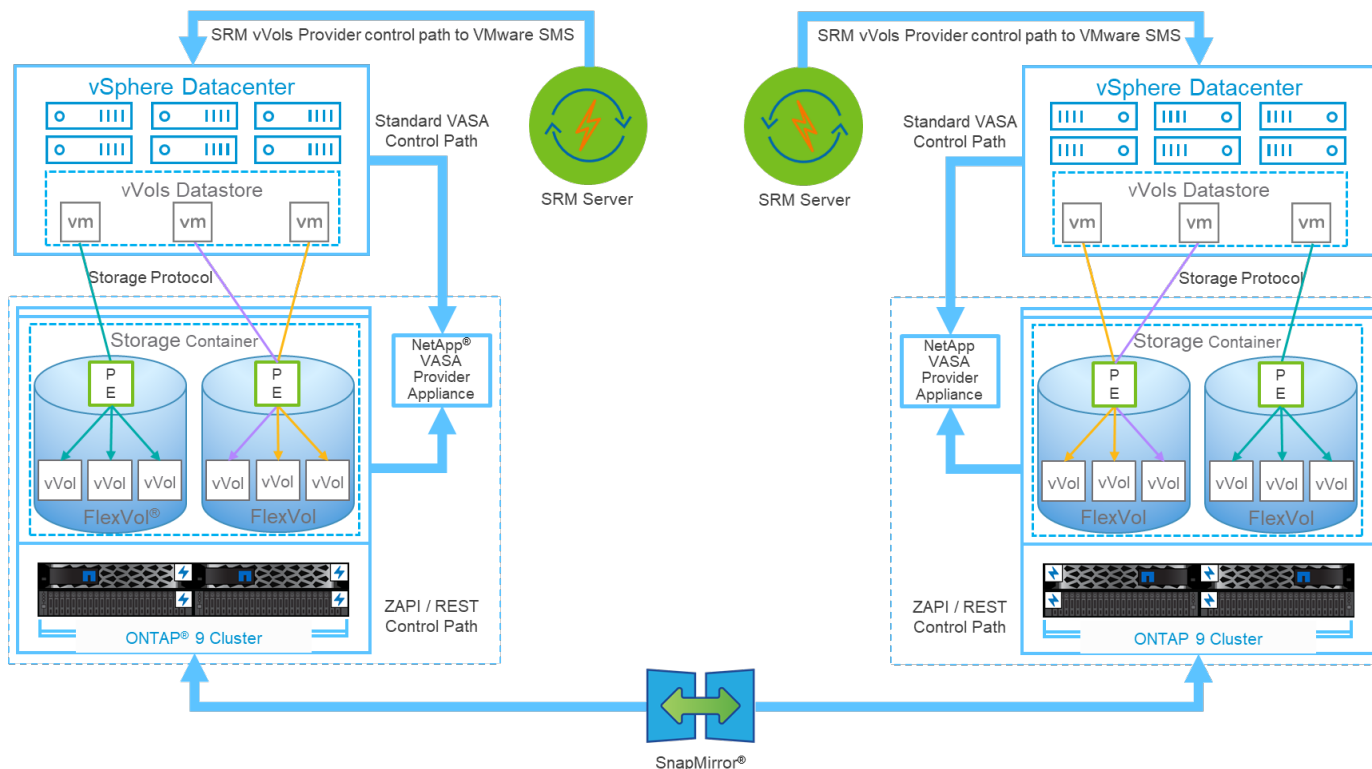 SRM vVols Provider control path to VMware SMS
vSphere Datacenter
Standard VASA
Control Path
SRM Server
vVols Datastore
vm
vm
vm
Storage Protocol
Storage Container
NetApp®
VASA
Provider
Appliance
P
E
P
E
vVol
vVol
vVol
vVol
vVol
vVol
FlexVol®
FlexVol
ZAPI / REST
Control Path
ONTAP® 9 Cluster
SRM vVols Provider control path to VMware SMS
vSphere Datacenter
Standard VASA
Control Path
SRM Server
vVols Datastore
vm
vm
vm
Storage Protocol
Storage Container
NetApp
VASA
Provider
Appliance
P
E
P
E
vVol
vVol
vVol
vVol
vVol
vVol
FlexVol
FlexVol
ZAPI / REST
Control Path
ONTAP 9 Cluster
SnapMirror®